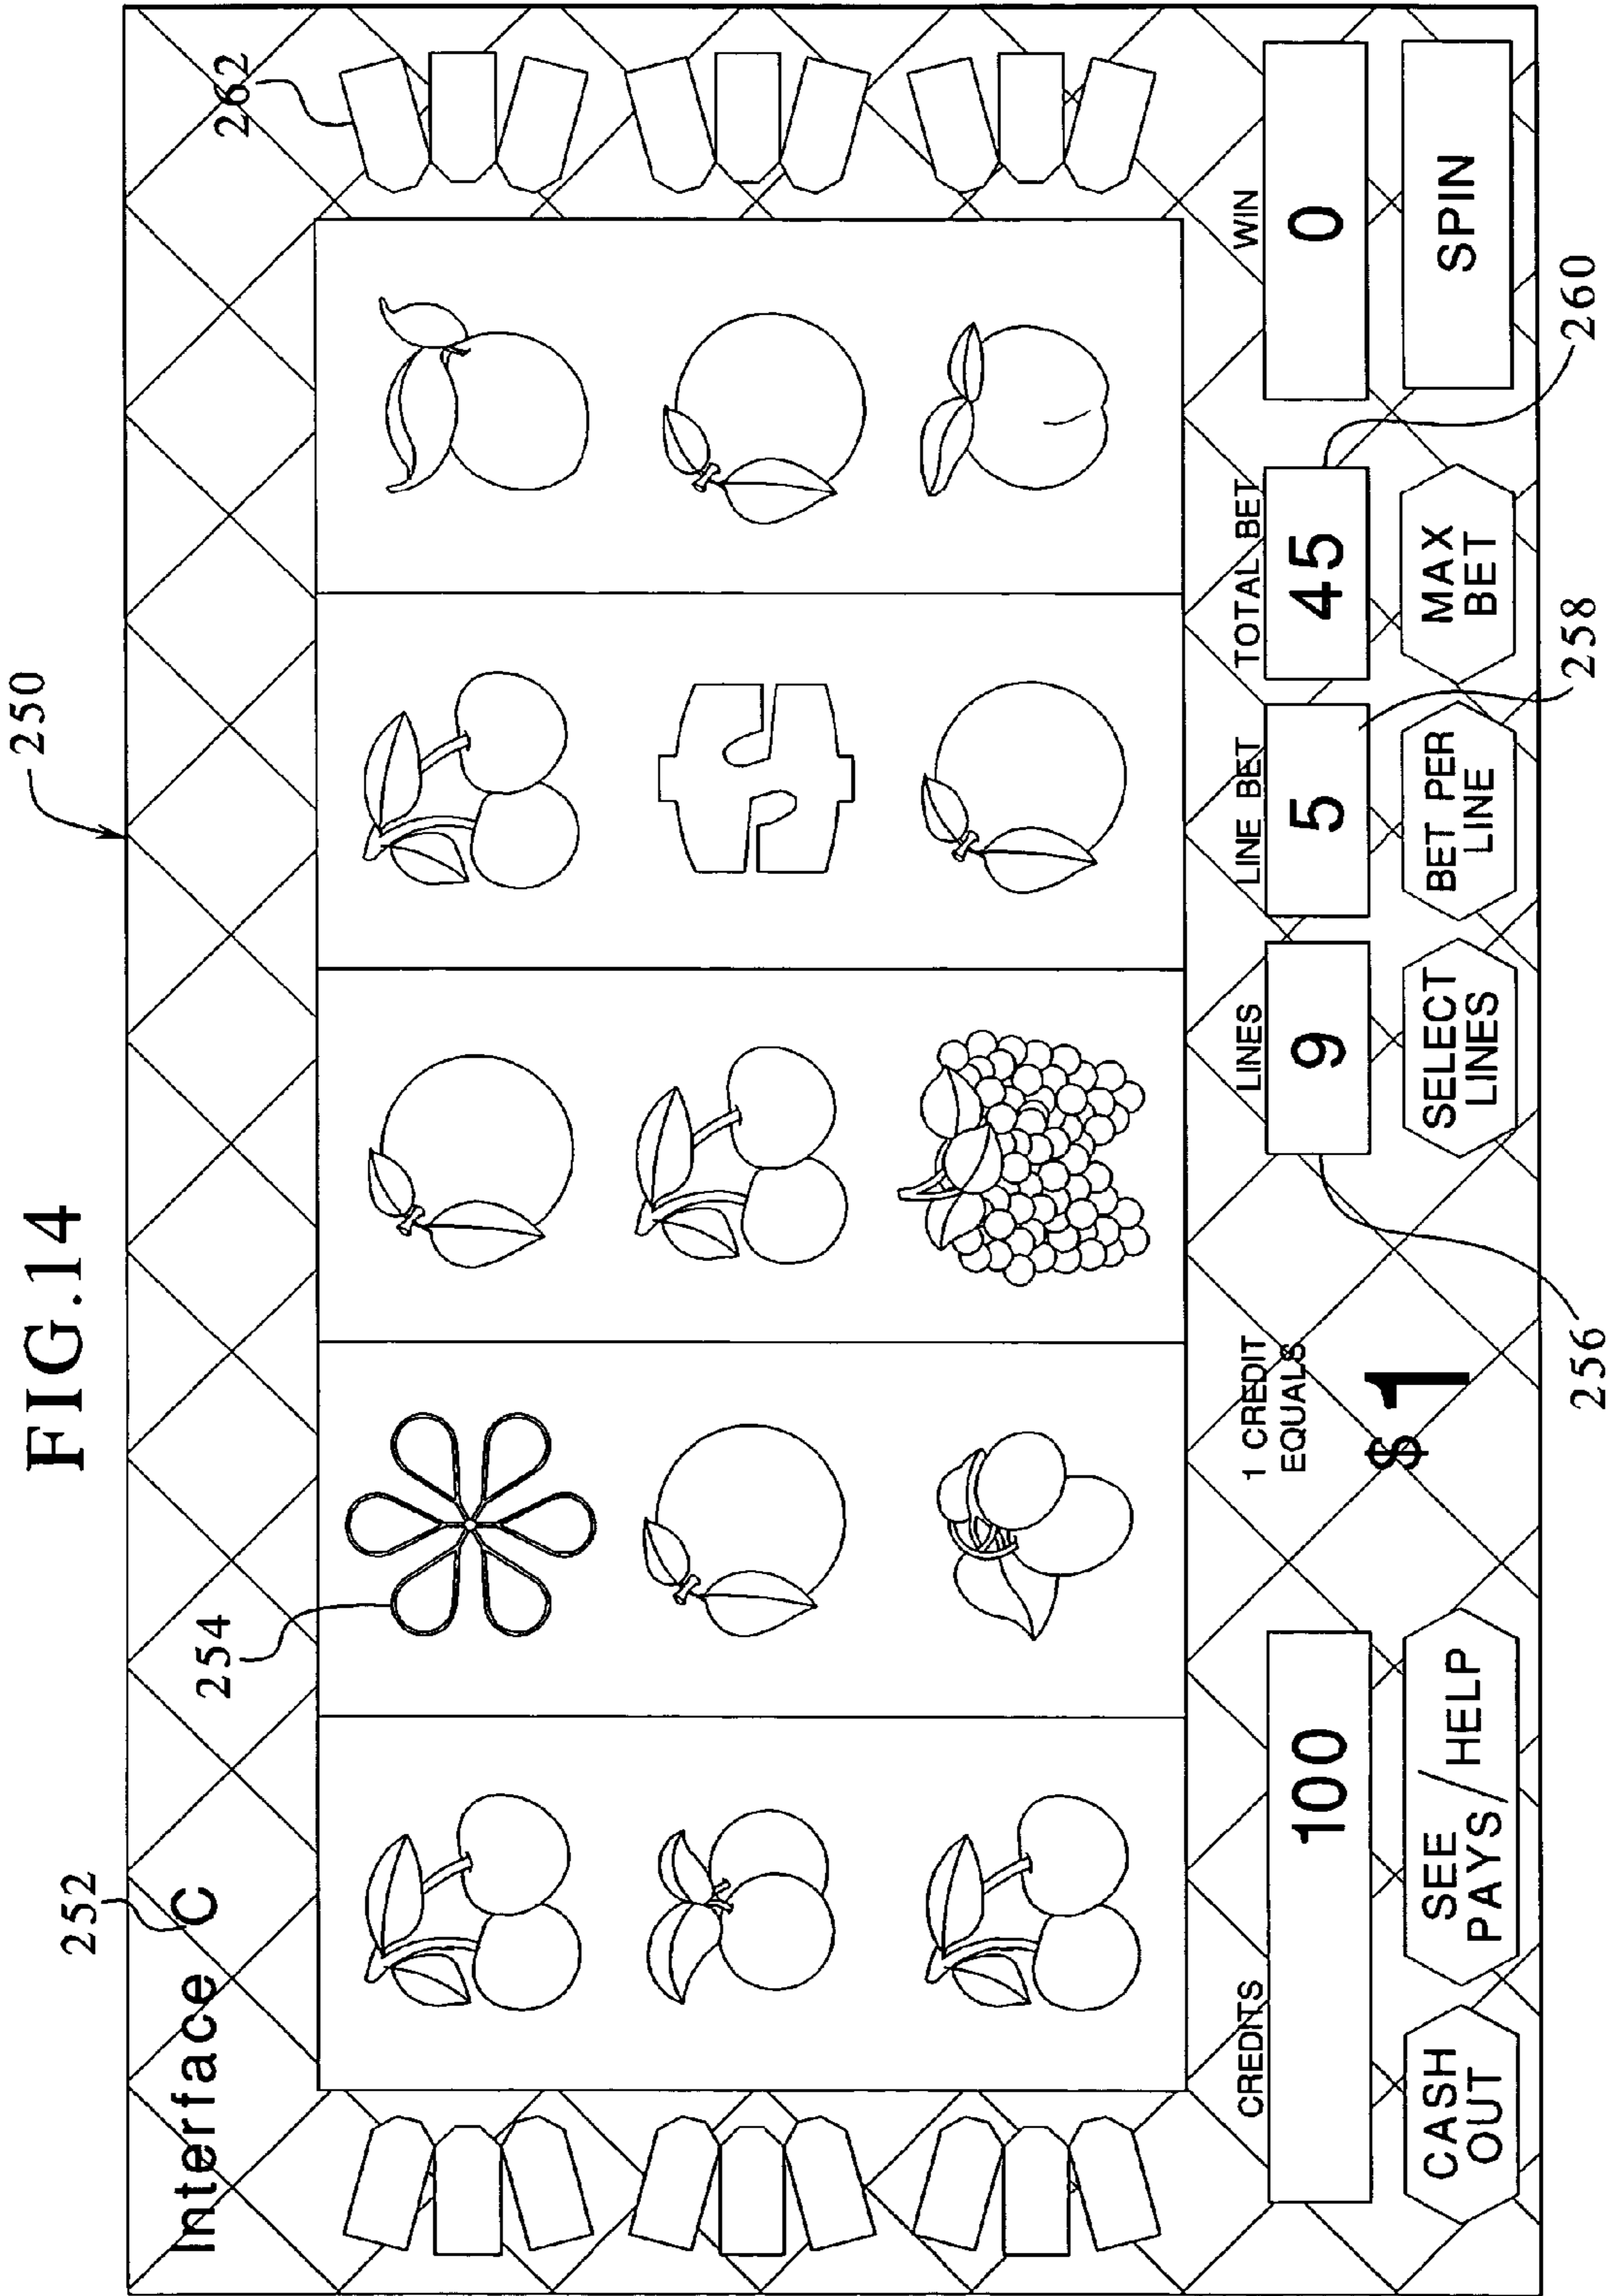 FIG.14
250
252
Interface C
254
262
CREDITS
100
1 CREDIT
EQUALS
$1
LINES
9
LINE BET
5
TOTAL BET
45
WIN
0
CASH
OUT
SEE
PAYS/HELP
SELECT
LINES
BET PER
LINE
MAX
BET
SPIN
256
258
260